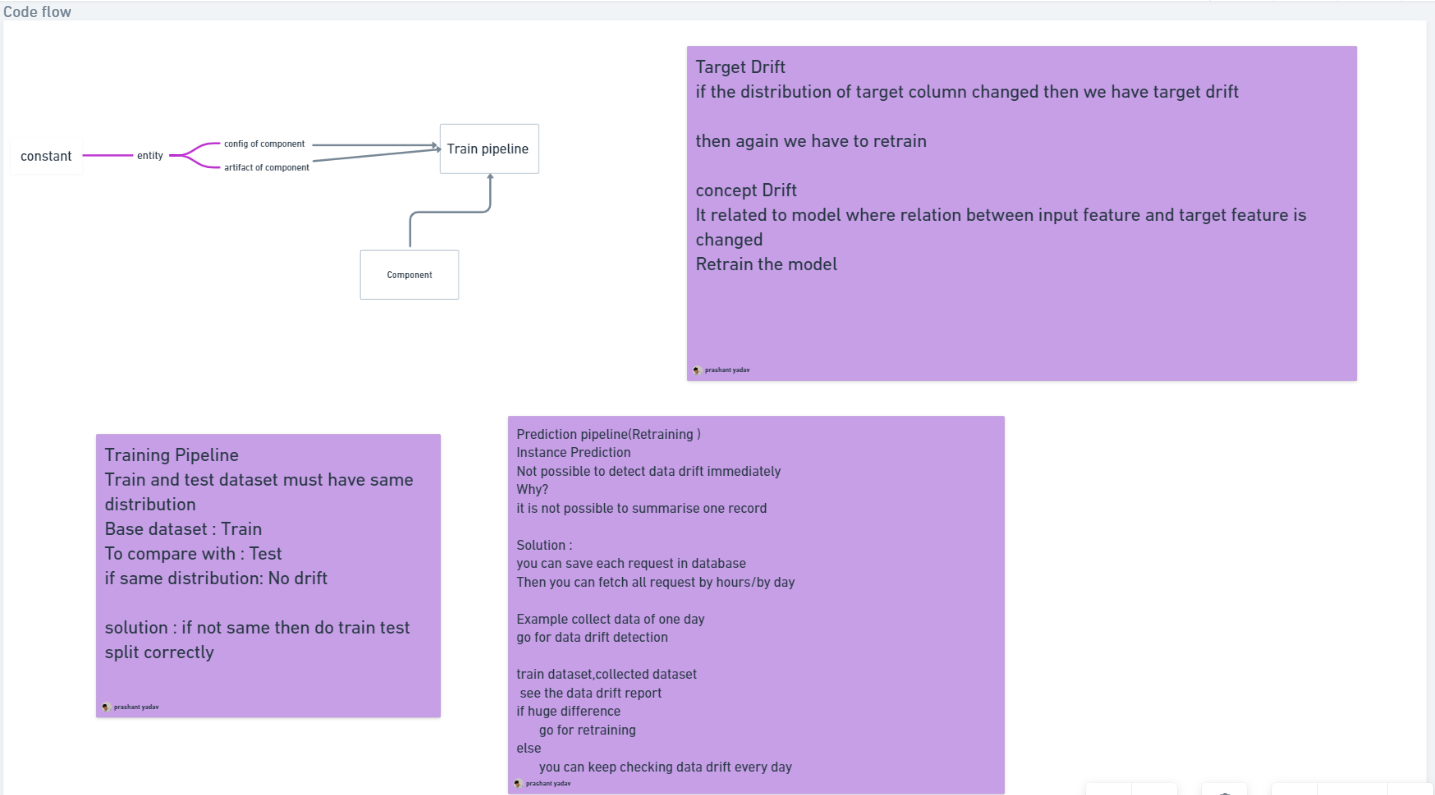 Code flow
constant
entity
config of component
artifact of component
Train pipeline
Component
Target Drift
if the distribution of target column changed then we have target drift
then again we have to retrain
concept Drift
It related to model where relation between input feature and target feature is
changed
Retrain the model
prashant yadav
Training Pipeline
Train and test dataset must have same
distribution
Base dataset : Train
To compare with : Test
if same distribution: No drift
solution : if not same then do train test
split correctly
prashant yadav
Prediction pipeline(Retraining )
Instance Prediction
Not possible to detect data drift immediately
Why?
it is not possible to summarise one record
Solution :
you can save each request in database
Then you can fetch all request by hours/by day
Example collect data of one day
go for data drift detection
train dataset,collected dataset
see the data drift report
if huge difference
go for retraining
else
you can keep checking data drift every day
prashant yadav